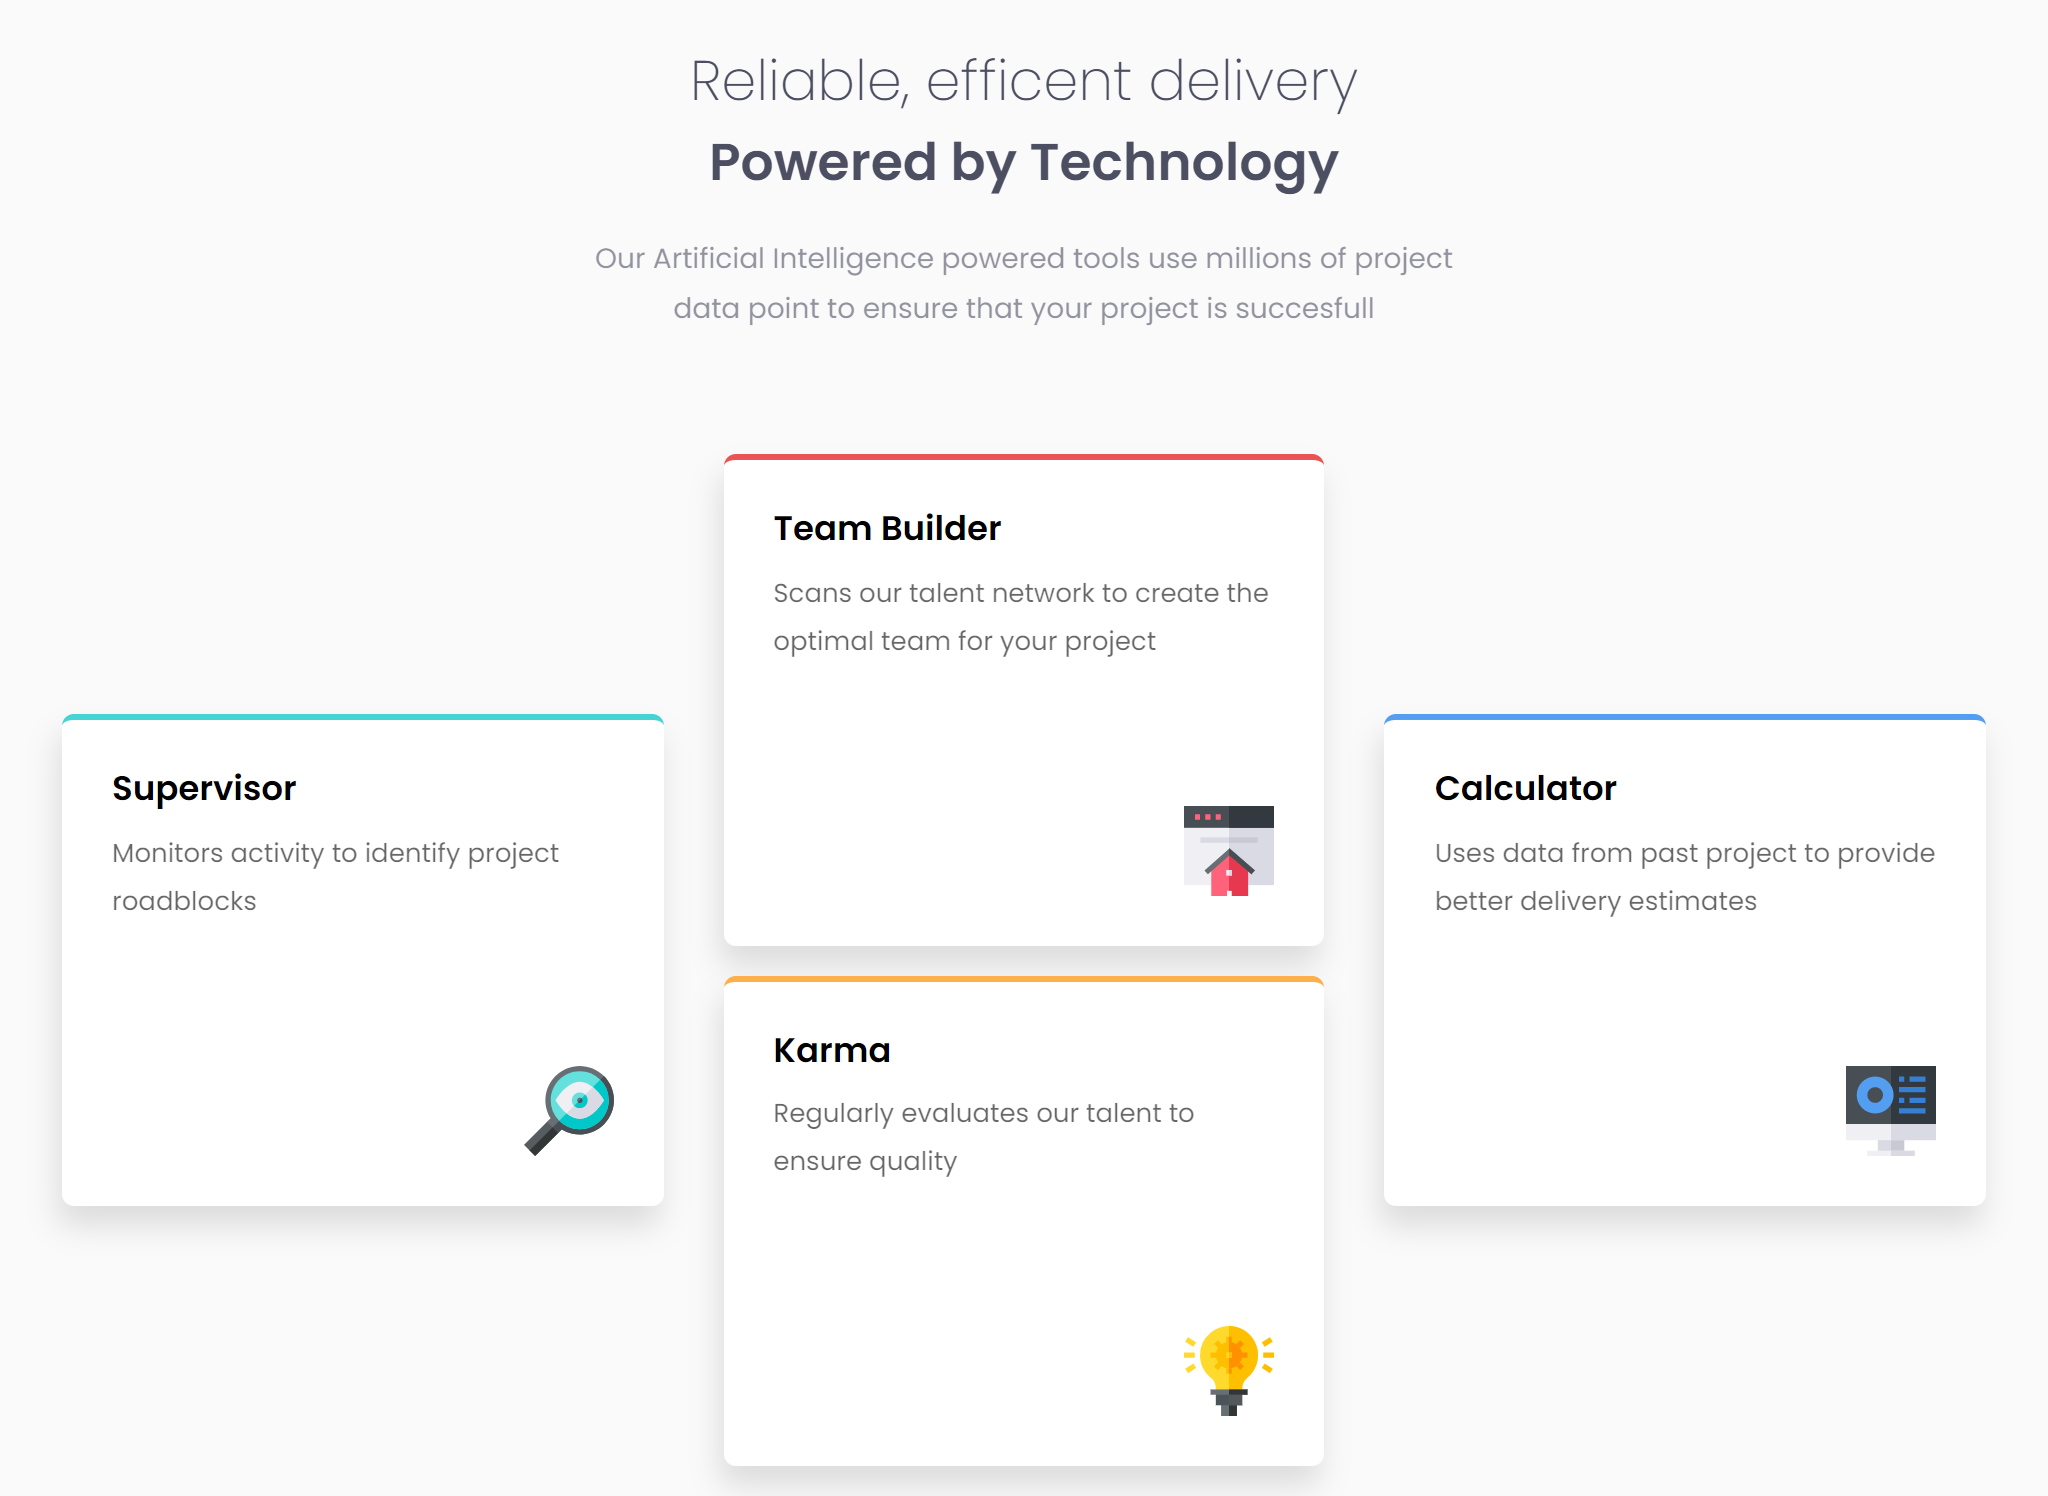 Reliable, efficent delivery
Powered by Technology
Our Artificial Intelligence powered tools use millions of project
data point to ensure that your project is succesfull
Supervisor
Monitors activity to identify project
roadblocks
Team Builder
Scans our talent network to create the
optimal team for your project
Karma
Regularly evaluates our talent to
ensure quality
Calculator
Uses data from past project to provide
better delivery estimates